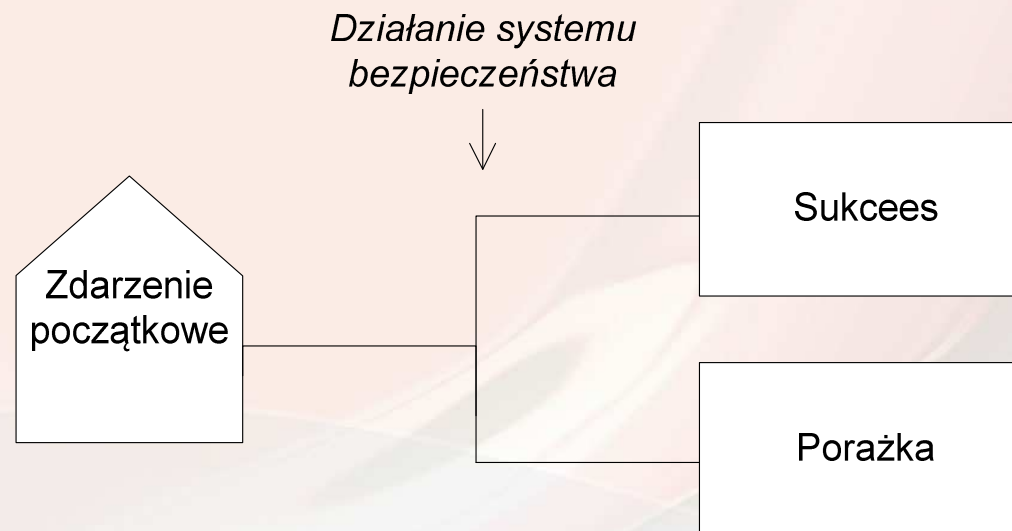 Działanie systemu
bezpieczeństwa
Sukcees
Zdarzenie
początkowe
Porażka